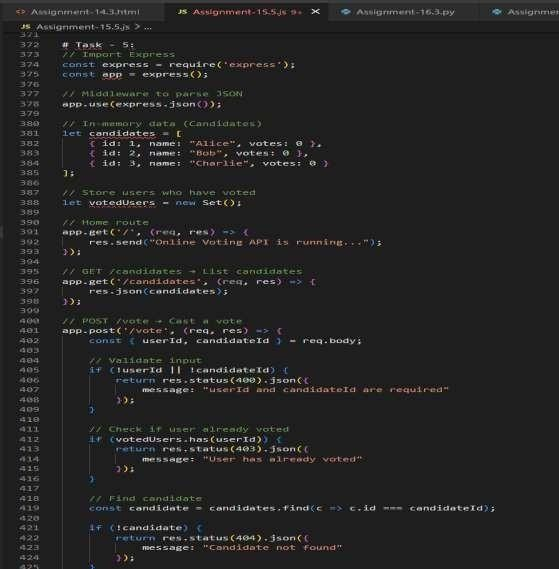 Assignment-14.3.html JS Assignment-15.5.js 9+ Assignment-16.3.py Assignmen
JS Assignment-15.5.js > ...
371
372 # Task - 5:
373 // Import Express
374 const express = require('express');
375 const app = express();
376
377 // Middleware to parse JSON
378 app.use(express.json());
379
380 // In-memory data (Candidates)
381 let candidates = [
382 { id: 1, name: "Alice", votes: 0 },
383 { id: 2, name: "Bob", votes: 0 },
384 { id: 3, name: "Charlie", votes: 0 }
385 ];
386
387 // Store users who have voted
388 let votedUsers = new Set();
389
390 // Home route
391 app.get('/', (req, res) => {
392 res.send("Online Voting API is running...");
393 });
394
395 // GET /candidates → List candidates
396 app.get('/candidates', (req, res) => {
397 res.json(candidates);
398 });
399
400 // POST /vote → Cast a vote
401 app.post('/vote', (req, res) => {
402 const { userId, candidateId } = req.body;
403
404 // Validate input
405 if (!userId || !candidateId) {
406 return res.status(400).json({
407 message: "userId and candidateId are required"
408 });
409 }
410
411 // Check if user already voted
412 if (votedUsers.has(userId)) {
413 return res.status(403).json({
414 message: "User has already voted"
415 });
416 }
417
418 // Find candidate
419 const candidate = candidates.find(c => c.id === candidateId);
420
421 if (!candidate) {
422 return res.status(404).json({
423 message: "Candidate not found"
424 });
425 }